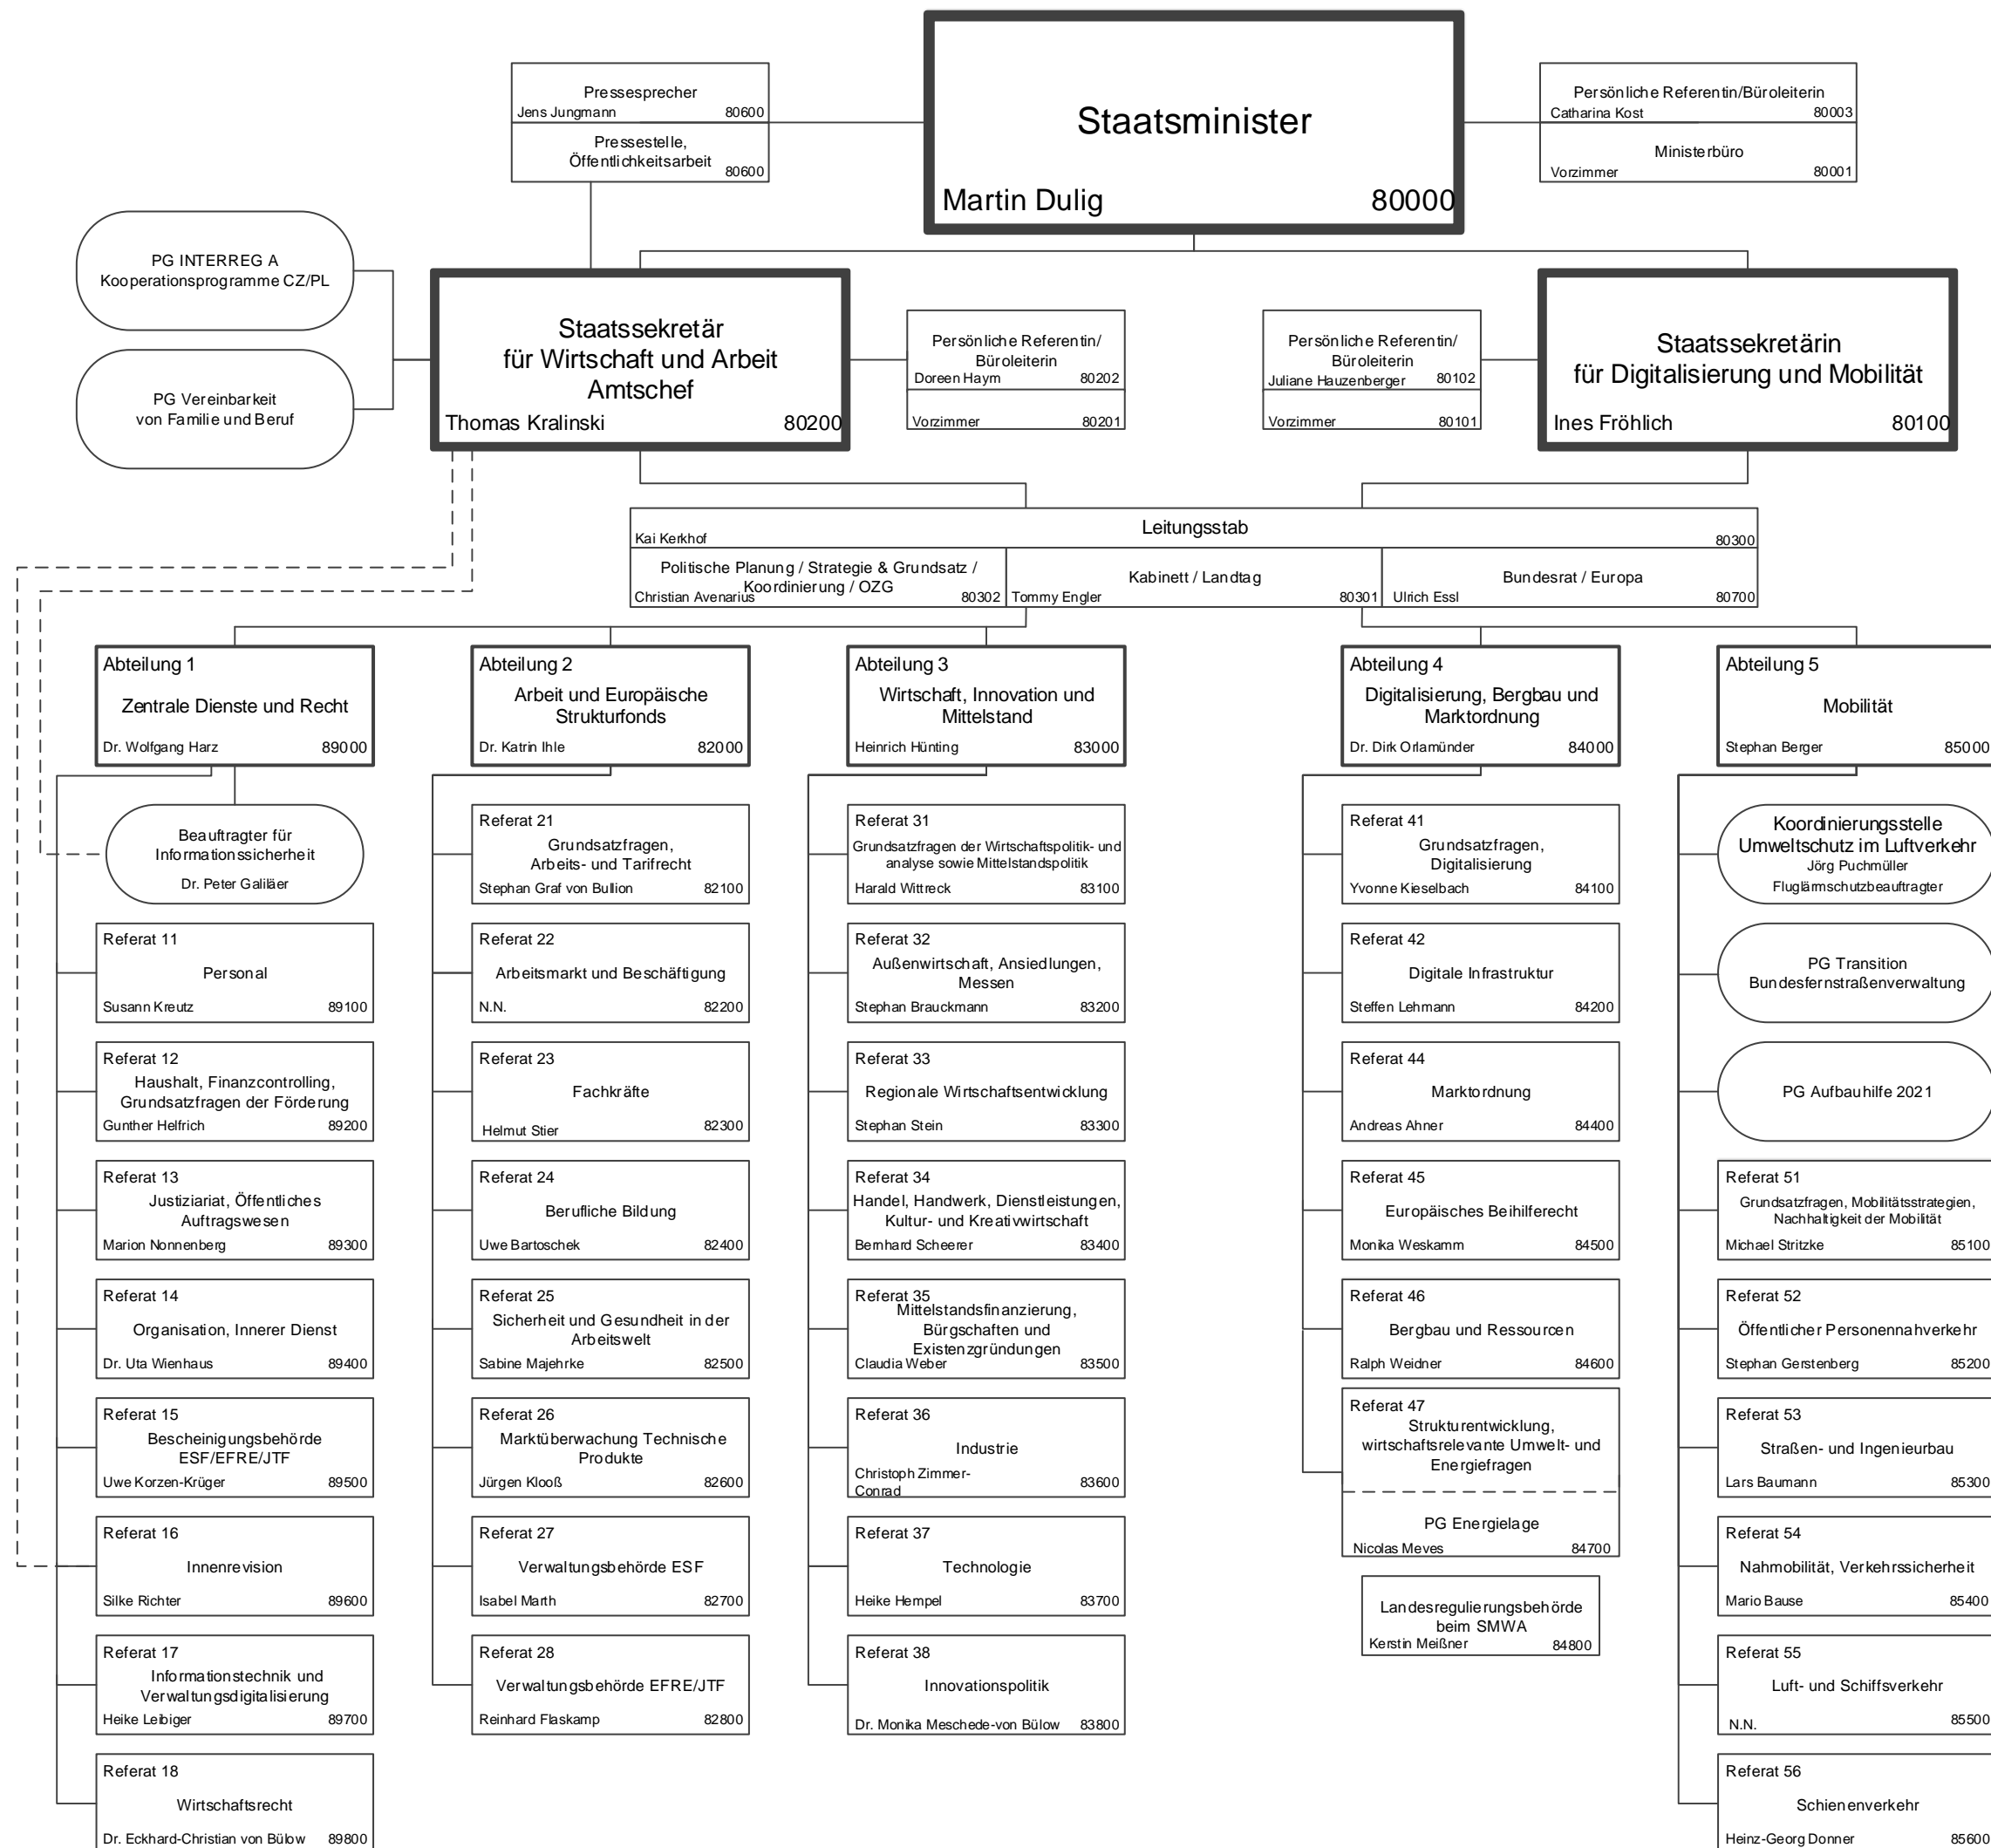 Staatsminister
Martin Dulig 80000
Pressesprecher
Jens Jungmann 80600
Pressestelle,
Öffentlichkeitsarbeit
80600
Persönliche Referentin/Büroleiterin
Catharina Kost 80003
Ministerbüro
Vorzimmer 80001
PG INTERREG A
Kooperationsprogramme CZ/PL
PG Vereinbarkeit
von Familie und Beruf
Staatssekretär
für Wirtschaft und Arbeit
Amtschef
Thomas Kralinski 80200
Persönliche Referentin/
Büroleiterin
Doreen Haym 80202
Vorzimmer 80201
Persönliche Referentin/
Büroleiterin
Juliane Hauzenberger 80102
Vorzimmer 80101
Staatssekretärin
für Digitalisierung und Mobilität
Ines Fröhlich 80100
Leitungsstab
Kai Kerkhof 80300
Politische Planung / Strategie & Grundsatz /
Koordinierung / OZG
Christian Avenarius 80302
Kabinett / Landtag
Tommy Engler 80301
Bundesrat / Europa
Ulrich Essl 80700
Abteilung 1
Zentrale Dienste und Recht
Dr. Wolfgang Harz 89000
Beauftragter für
Informationssicherheit
Dr. Peter Galiläer
Referat 11
Personal
Susann Kreutz 89100
Referat 12
Haushalt, Finanzcontrolling,
Grundsatzfragen der Förderung
Gunther Helfrich 89200
Referat 13
Justiziariat, Öffentliches
Auftragswesen
Marion Nonnenberg 89300
Referat 14
Organisation, Innerer Dienst
Dr. Uta Wienhaus 89400
Referat 15
Bescheinigungsbehörde
ESF/EFRE/JTF
Uwe Korzen-Krüger 89500
Referat 16
Innenrevision
Silke Richter 89600
Referat 17
Informationstechnik und
Verwaltungsdigitalisierung
Heike Leibiger 89700
Referat 18
Wirtschaftsrecht
Dr. Eckhard-Christian von Bülow 89800
Abteilung 2
Arbeit und Europäische
Strukturfonds
Dr. Katrin Ihle 82000
Referat 21
Grundsatzfragen,
Arbeits- und Tarifrecht
Stephan Graf von Bullion 82100
Referat 22
Arbeitsmarkt und Beschäftigung
N.N. 82200
Referat 23
Fachkräfte
Helmut Stier 82300
Referat 24
Berufliche Bildung
Uwe Bartoschek 82400
Referat 25
Sicherheit und Gesundheit in der
Arbeitswelt
Sabine Majehrke 82500
Referat 26
Marktüberwachung Technische
Produkte
Jürgen Klooß 82600
Referat 27
Verwaltungsbehörde ESF
Isabel Marth 82700
Referat 28
Verwaltungsbehörde EFRE/JTF
Reinhard Flaskamp 82800
Abteilung 3
Wirtschaft, Innovation und
Mittelstand
Heinrich Hünting 83000
Referat 31
Grundsatzfragen der Wirtschaftspolitik- und
analyse sowie Mittelstandspolitik
Harald Wittreck 83100
Referat 32
Außenwirtschaft, Ansiedlungen,
Messen
Stephan Brauckmann 83200
Referat 33
Regionale Wirtschaftsentwicklung
Stephan Stein 83300
Referat 34
Handel, Handwerk, Dienstleistungen,
Kultur- und Kreativwirtschaft
Bernhard Scheerer 83400
Referat 35
Mittelstandsfinanzierung,
Bürgschaften und
Existenzgründungen
Claudia Weber 83500
Referat 36
Industrie
Christoph Zimmer-
Conrad 83600
Referat 37
Technologie
Heike Hempel 83700
Referat 38
Innovationspolitik
Dr. Monika Meschede-von Bülow 83800
Abteilung 4
Digitalisierung, Bergbau und
Marktordnung
Dr. Dirk Orlamünder 84000
Referat 41
Grundsatzfragen,
Digitalisierung
Yvonne Kieselbach 84100
Referat 42
Digitale Infrastruktur
Steffen Lehmann 84200
Referat 44
Marktordnung
Andreas Ahner 84400
Referat 45
Europäisches Beihilferecht
Monika Weskamm 84500
Referat 46
Bergbau und Ressourcen
Ralph Weidner 84600
Referat 47
Strukturentwicklung,
wirtschaftsrelevante Umwelt- und
Energiefragen
PG Energielage
Nicolas Meves 84700
Landesregulierungsbehörde
beim SMWA
Kerstin Meißner 84800
Abteilung 5
Mobilität
Stephan Berger 85000
Koordinierungsstelle
Umweltschutz im Luftverkehr
Jörg Puchmüller
Fluglärmschutzbeauftragter
PG Transition
Bundesfernstraßenverwaltung
PG Aufbauhilfe 2021
Referat 51
Grundsatzfragen, Mobilitätsstrategien,
Nachhaltigkeit der Mobilität
Michael Stritzke 85100
Referat 52
Öffentlicher Personennahverkehr
Stephan Gerstenberg 85200
Referat 53
Straßen- und Ingenieurbau
Lars Baumann 85300
Referat 54
Nahmobilität, Verkehrssicherheit
Mario Bause 85400
Referat 55
Luft- und Schiffsverkehr
N.N. 85500
Referat 56
Schienenverkehr
Heinz-Georg Donner 85600